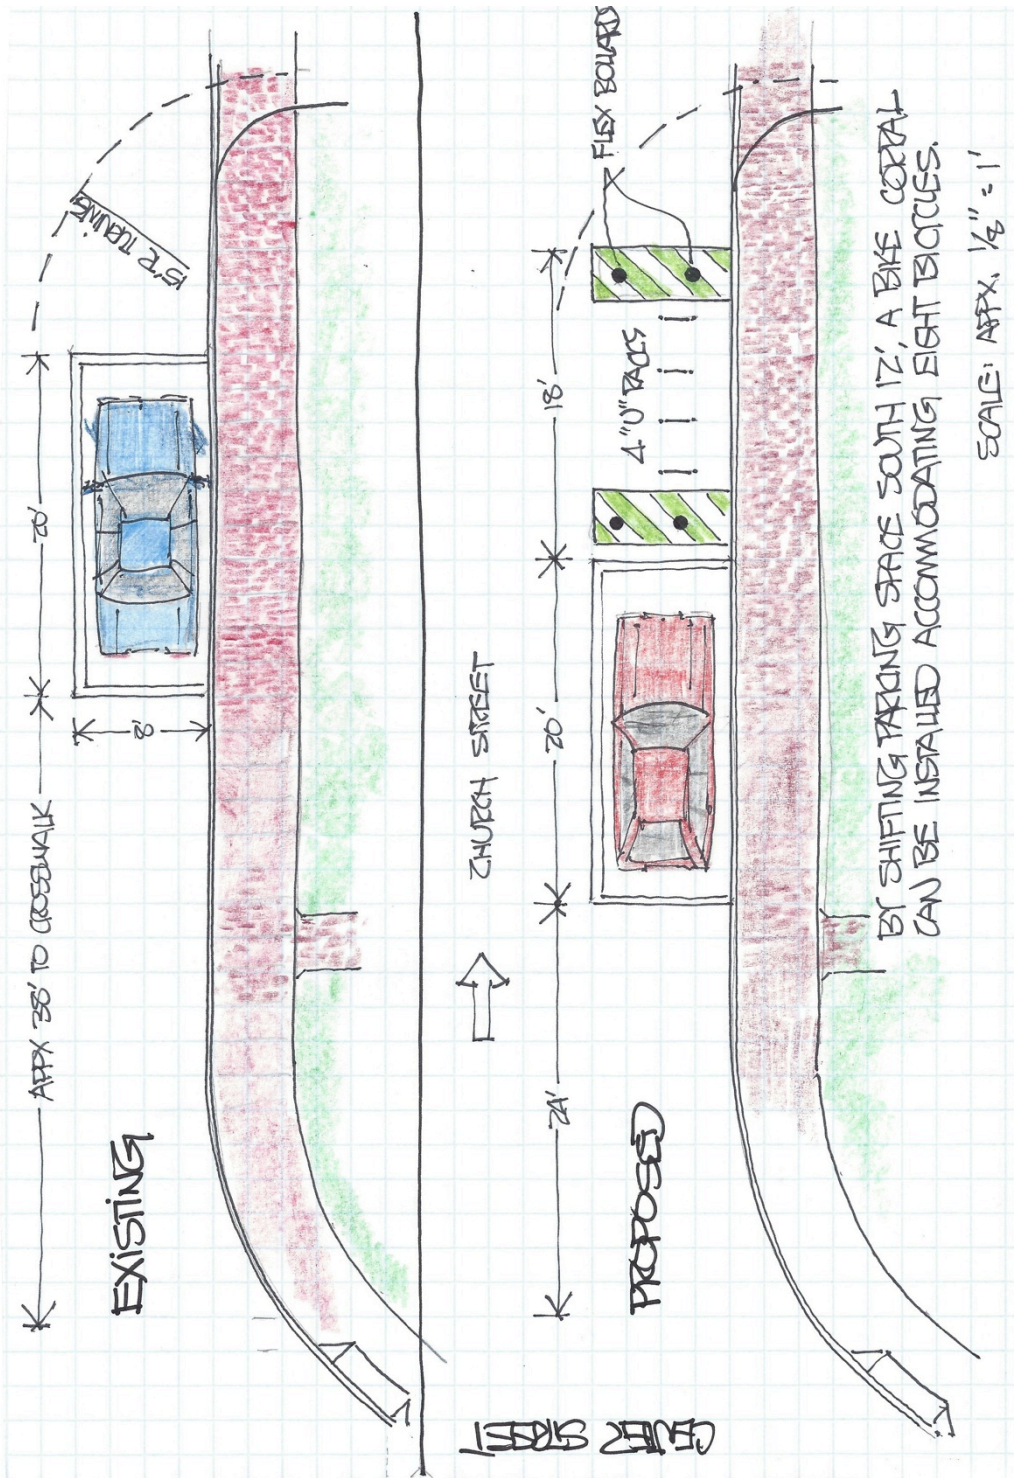 EXISTING
APPX 38' TO CROSSWALK
20'
8'
15'R TURNING
CENTER
STREET
CHURCH STREET
PROPOSED
24'
20'
18'
4 "U" RACKS
FLEX BOLLARDS
BY SHIFTING PARKING SPACE SOUTH 12', A BIKE CORRAL
CAN BE INSTALLED ACCOMMODATING EIGHT BICYCLES.
SCALE: APPX. 1/8" = 1'